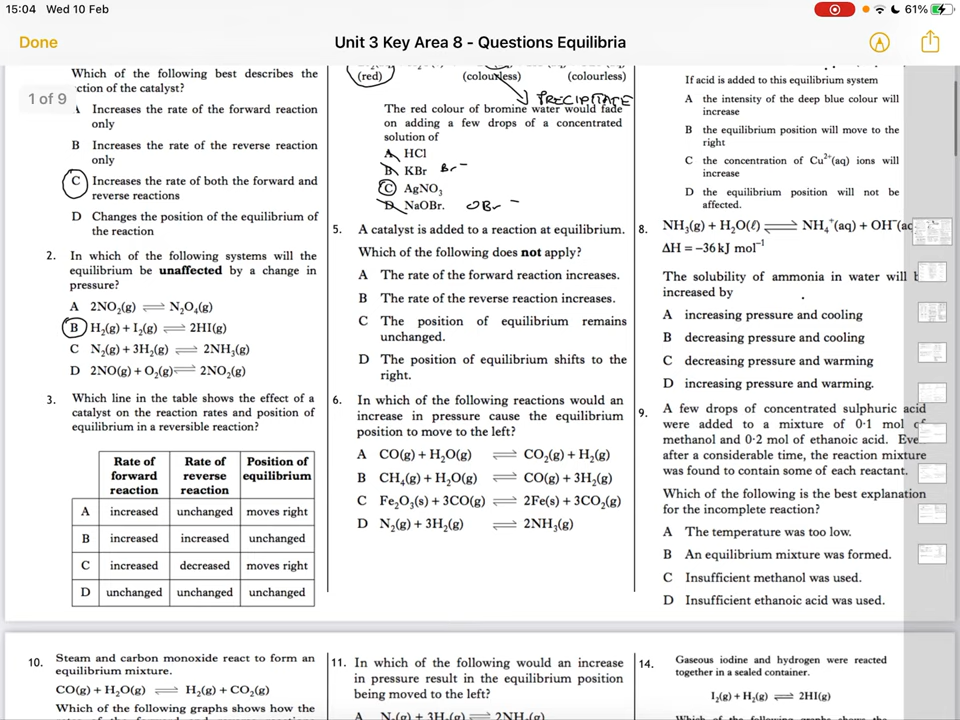 15:04 Wed 10 Feb
61%
Done
Unit 3 Key Area 8 - Questions Equilibria
1 of 9
Which of the following best describes the
ction of the catalyst?
A Increases the rate of the forward reaction
only
B Increases the rate of the reverse reaction
only
C Increases the rate of both the forward and
reverse reactions
D Changes the position of the equilibrium of
the reaction
2. In which of the following systems will the
equilibrium be unaffected by a change in
pressure?
A 2NO₂(g) ⇌ N₂O₄(g)
B H₂(g) + I₂(g) ⇌ 2HI(g)
C N₂(g) + 3H₂(g) ⇌ 2NH₃(g)
D 2NO(g) + O₂(g) ⇌ 2NO₂(g)
3. Which line in the table shows the effect of a
catalyst on the reaction rates and position of
equilibrium in a reversible reaction?
Rate of forward reaction Rate of reverse reaction Position of equilibrium
A increased unchanged moves right
B increased increased unchanged
C increased decreased moves right
D unchanged unchanged unchanged
(red) (colourless) (colourless)
PRECIPITATE
The red colour of bromine water would fade
on adding a few drops of a concentrated
solution of
A HCl
B KBr Br⁻
C AgNO₃
D NaOBr. OBr⁻
5. A catalyst is added to a reaction at equilibrium.
Which of the following does not apply?
A The rate of the forward reaction increases.
B The rate of the reverse reaction increases.
C The position of equilibrium remains
unchanged.
D The position of equilibrium shifts to the
right.
6. In which of the following reactions would an
increase in pressure cause the equilibrium
position to move to the left?
A CO(g) + H₂O(g) ⇌ CO₂(g) + H₂(g)
B CH₄(g) + H₂O(g) ⇌ CO(g) + 3H₂(g)
C Fe₂O₃(s) + 3CO(g) ⇌ 2Fe(s) + 3CO₂(g)
D N₂(g) + 3H₂(g) ⇌ 2NH₃(g)
If acid is added to this equilibrium system
A the intensity of the deep blue colour will
increase
B the equilibrium position will move to the
right
C the concentration of Cu²⁺(aq) ions will
increase
D the equilibrium position will not be
affected.
8. NH₃(g) + H₂O(ℓ) ⇌ NH₄⁺(aq) + OH⁻(aq
ΔH = −36 kJ mol⁻¹
The solubility of ammonia in water will b
increased by
A increasing pressure and cooling
B decreasing pressure and cooling
C decreasing pressure and warming
D increasing pressure and warming.
9. A few drops of concentrated sulphuric acid
were added to a mixture of 0·1 mol of
methanol and 0·2 mol of ethanoic acid. Eve
after a considerable time, the reaction mixture
was found to contain some of each reactant.
Which of the following is the best explanation
for the incomplete reaction?
A The temperature was too low.
B An equilibrium mixture was formed.
C Insufficient methanol was used.
D Insufficient ethanoic acid was used.
10. Steam and carbon monoxide react to form an
equilibrium mixture.
CO(g) + H₂O(g) ⇌ H₂(g) + CO₂(g)
Which of the following graphs shows how the
11. In which of the following would an increase
in pressure result in the equilibrium position
being moved to the left?
A N₂(g) + 3H₂(g) ⇌ 2NH₃(g)
14. Gaseous iodine and hydrogen were reacted
together in a sealed container.
I₂(g) + H₂(g) ⇌ 2HI(g)